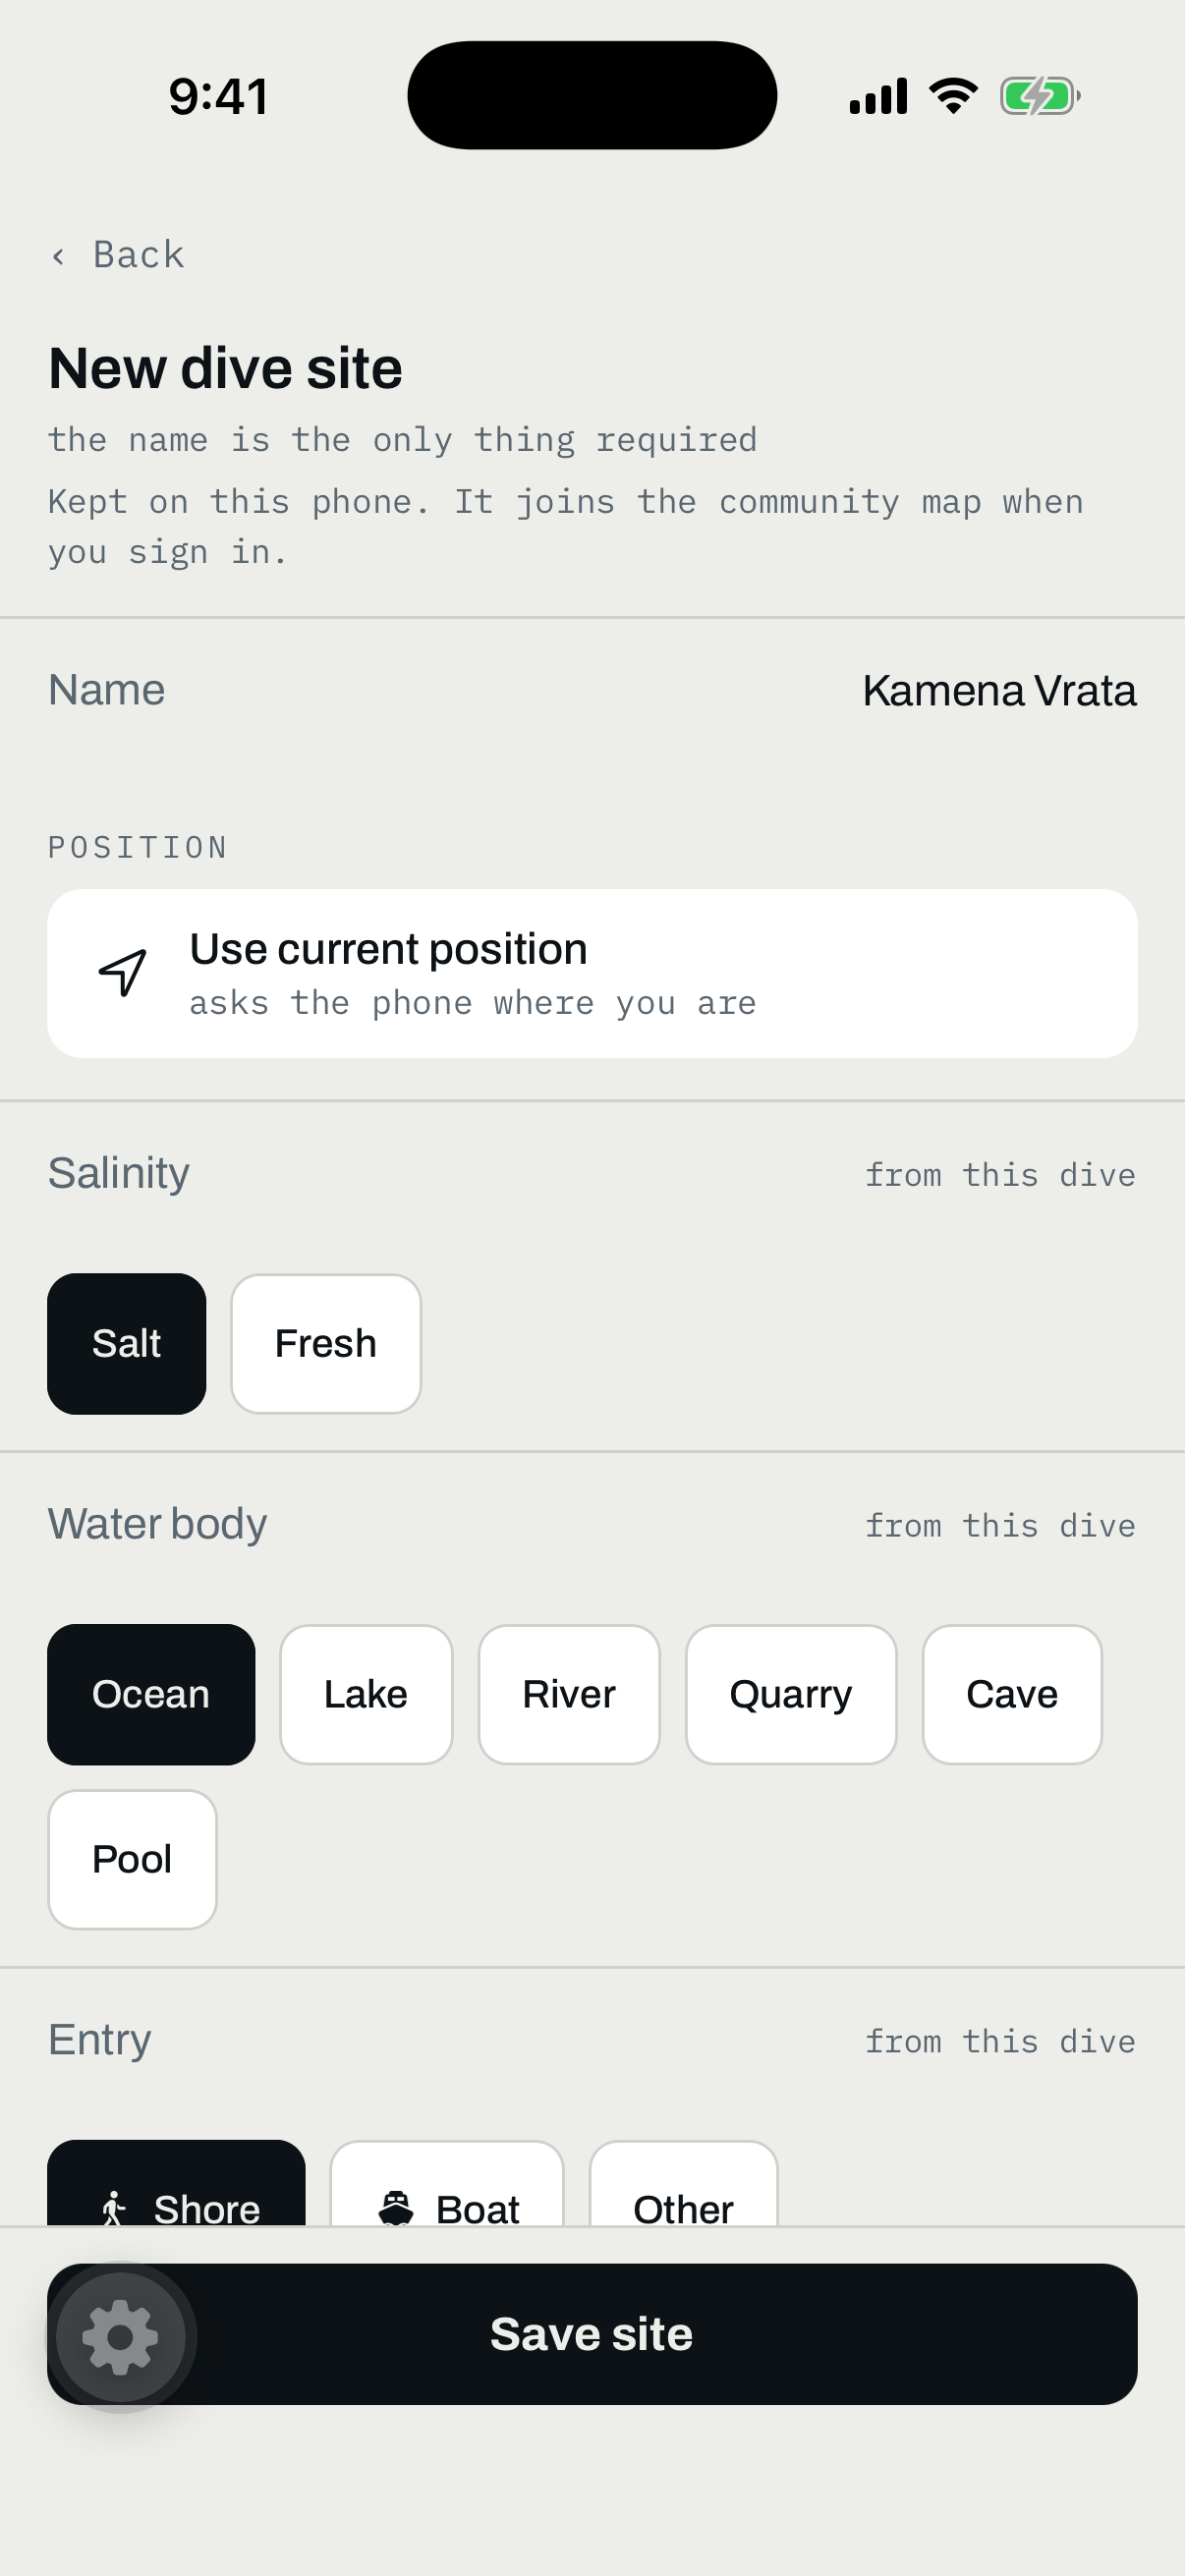 9:41
‹ Back
New dive site
the name is the only thing required
Kept on this phone. It joins the community map when
you sign in.
Name Kamena Vrata
POSITION
Use current position
asks the phone where you are
Salinity from this dive
Salt Fresh
Water body from this dive
Ocean Lake River Quarry Cave
Pool
Entry from this dive
Shore Boat Other
Save site